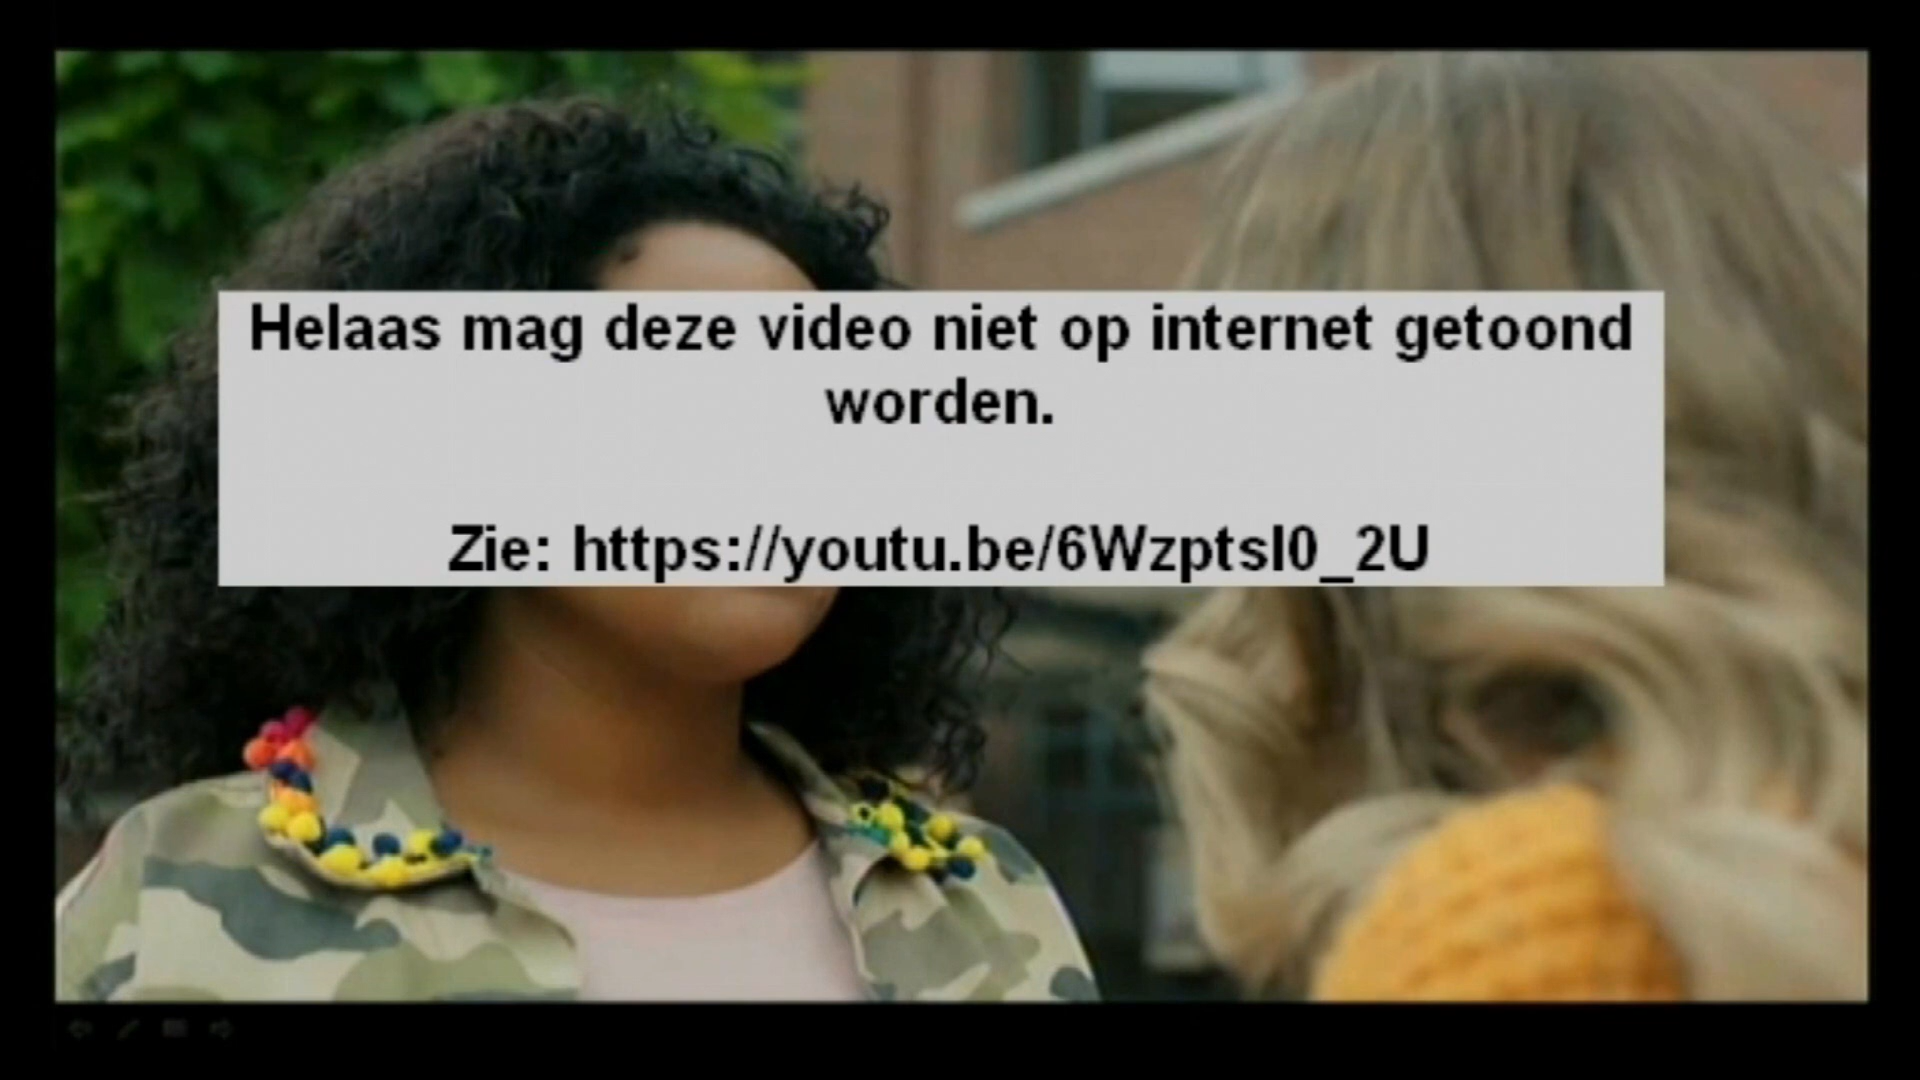 Helaas mag deze video niet op internet getoond
worden.
Zie: https://youtu.be/6WzptsI0_2U